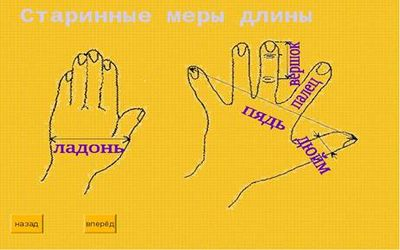 Старинные меры длины
вершок
палец
пядь
дюйм
ладонь
назад
вперёд